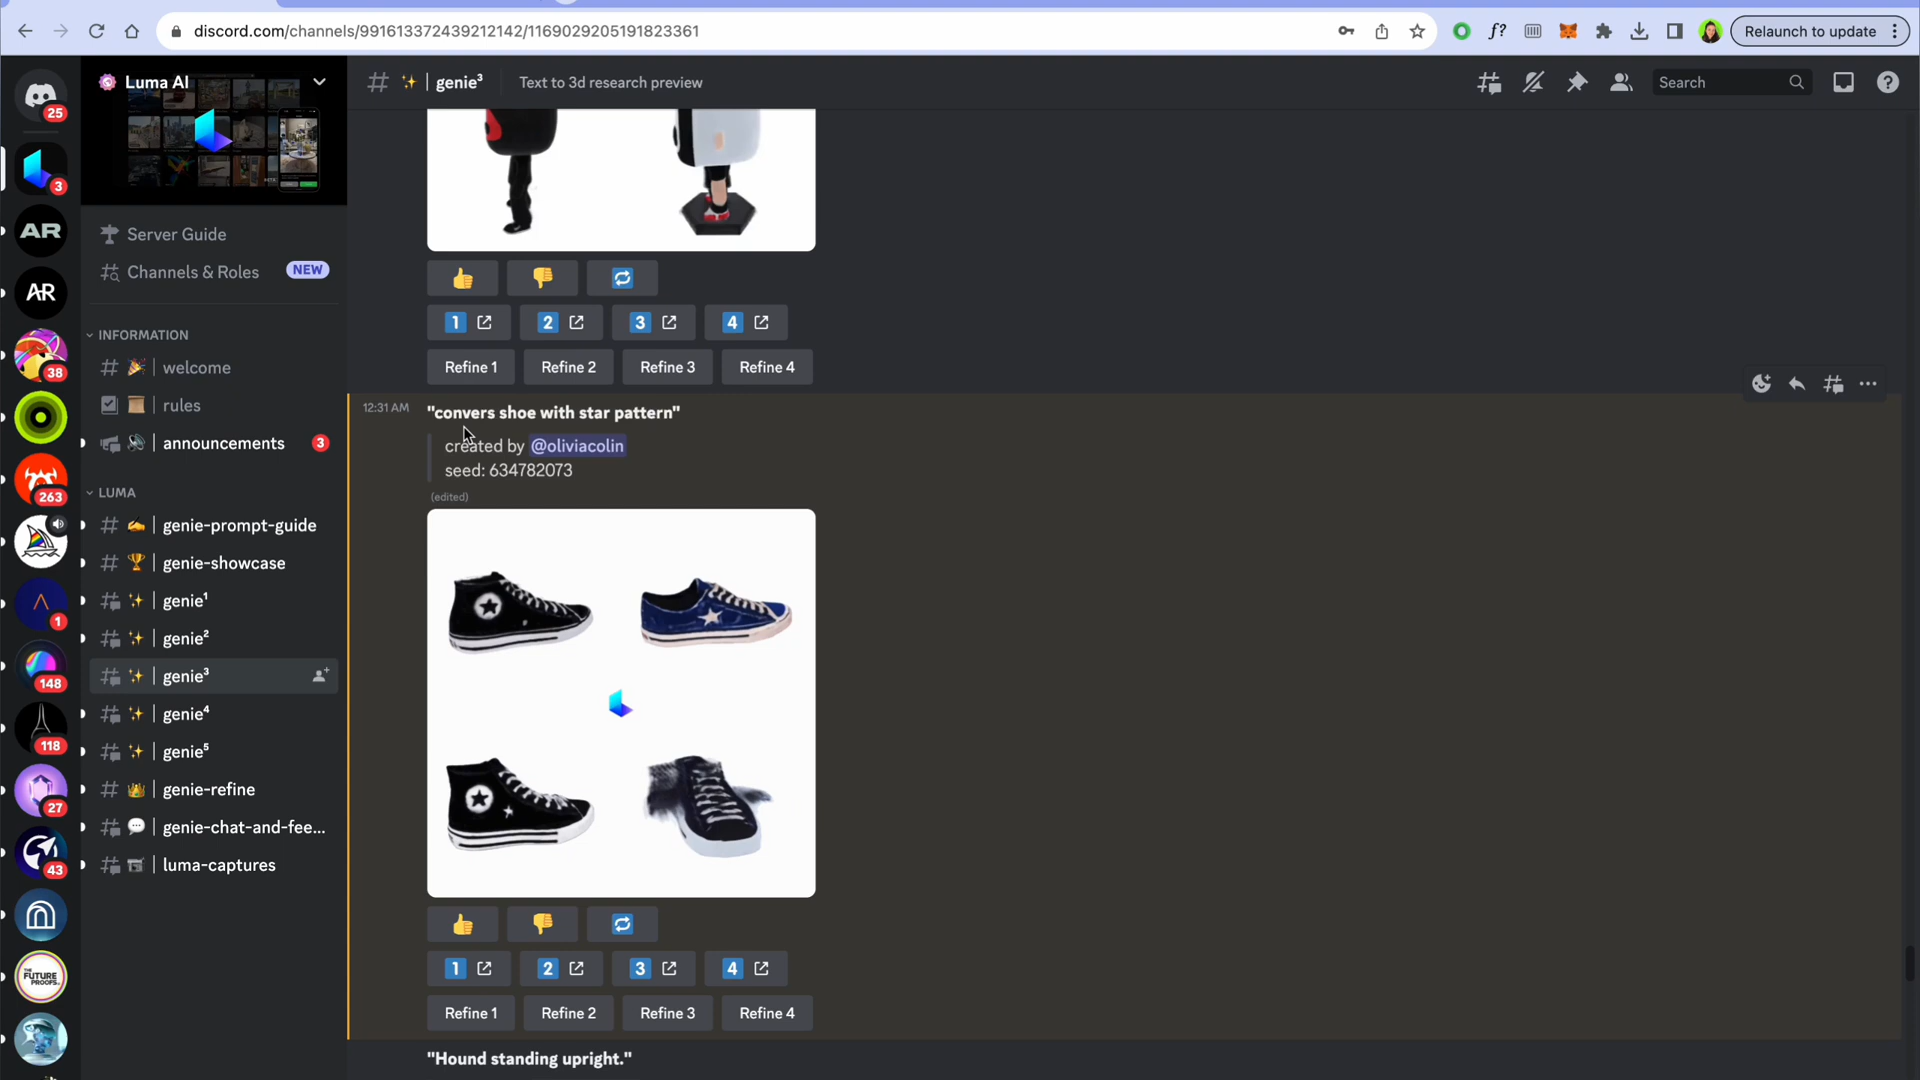 discord.com/channels/991613372439212142/1169029205191823361
f?
Relaunch to update
Luma AI
genie³
Text to 3d research preview
Search
25
3
AR
AR
38
263
1
148
118
27
43
THE FUTURE PROOFS.
Server Guide
Channels & Roles
NEW
INFORMATION
welcome
rules
announcements
3
LUMA
genie-prompt-guide
genie-showcase
genie¹
genie²
genie³
genie⁴
genie⁵
genie-refine
genie-chat-and-fee...
luma-captures
1 2 3 4
Refine 1 Refine 2 Refine 3 Refine 4
12:31 AM
"convers shoe with star pattern"
created by @oliviacolin
seed: 634782073
(edited)
1 2 3 4
Refine 1 Refine 2 Refine 3 Refine 4
"Hound standing upright."